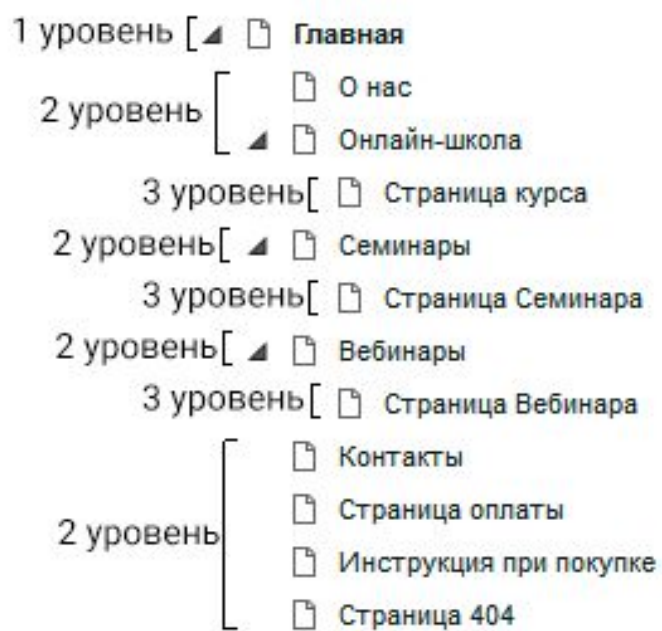 1 уровень Главная
О нас
2 уровень
Онлайн-школа
3 уровень Страница курса
2 уровень Семинары
3 уровень Страница Семинара
2 уровень Вебинары
3 уровень Страница Вебинара
Контакты
Страница оплаты
2 уровень
Инструкция при покупке
Страница 404